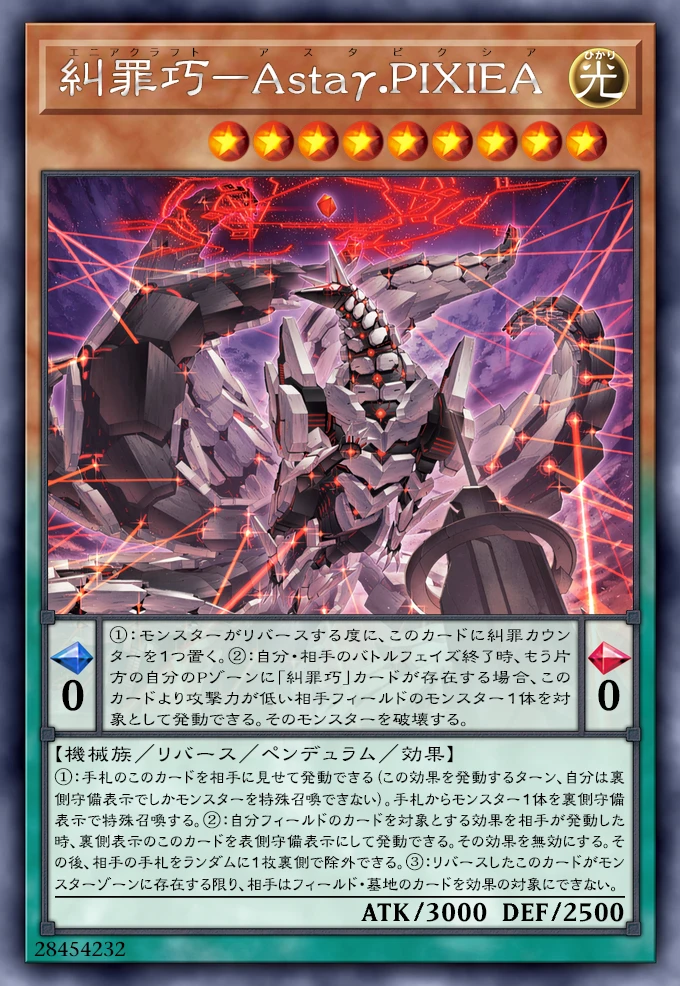 エニアクラフト アスタピクシア
糾罪巧－Astaγ.PIXIEA
ひかり
光
①：モンスターがリバースする度に、このカードに糾罪カウン
ターを１つ置く。②：自分・相手のバトルフェイズ終了時、もう片
方の自分のＰゾーンに「糾罪巧」カードが存在する場合、この
カードより攻撃力が低い相手フィールドのモンスター１体を対
象として発動できる。そのモンスターを破壊する。
0
0
【機械族／リバース／ペンデュラム／効果】
①：手札のこのカードを相手に見せて発動できる（この効果を発動するターン、自分は裏
側守備表示でしかモンスターを特殊召喚できない）。手札からモンスター１体を裏側守備
表示で特殊召喚する。②：自分フィールドのカードを対象とする効果を相手が発動した
時、裏側表示のこのカードを表側守備表示にして発動できる。その効果を無効にする。そ
の後、相手の手札をランダムに１枚裏側で除外できる。③：リバースしたこのカードがモン
スターゾーンに存在する限り、相手はフィールド・墓地のカードを効果の対象にできない。
ATK/3000 DEF/2500
28454232